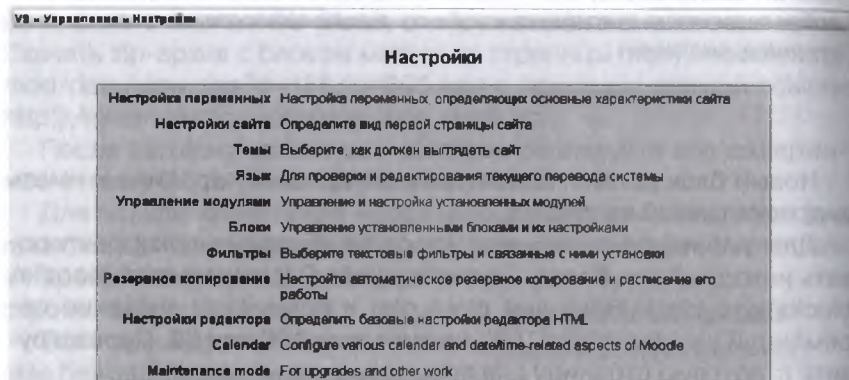 УЗ » Управление » Настройки
Настройки
Настройка переменных Настройка переменных, определяющих основные характеристики сайта
Настройки сайта Определите вид первой страницы сайта
Темы Выберите, как должен выглядеть сайт
Язык Для проверки и редактирования текущего перевода системы
Управление модулями Управление и настройка установленных модулей
Блоки Управление установленными блоками и их настройками
Фильтры Выберите текстовые фильтры и связанные с ними установки
Резервное копирование Настройте автоматическое резервное копирование и расписание его
работы
Настройки редактора Определить базовые настройки редактора HTML
Calendar Configure various calendar and date/time-related aspects of Moodle
Maintenance mode For upgrades and other work